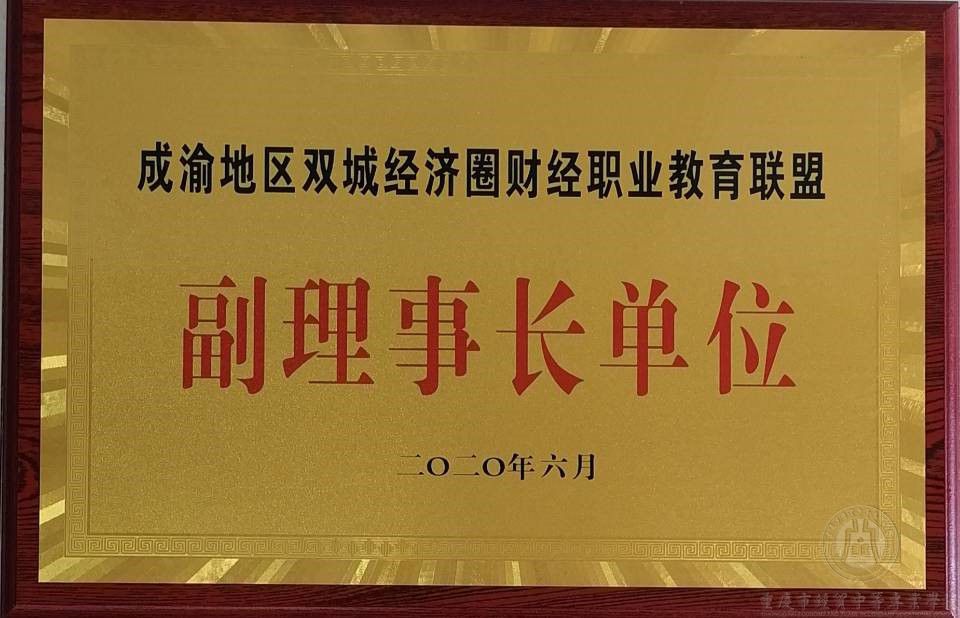 成渝地区双城经济圈财经职业教育联盟
副理事长单位
二〇二〇年六月